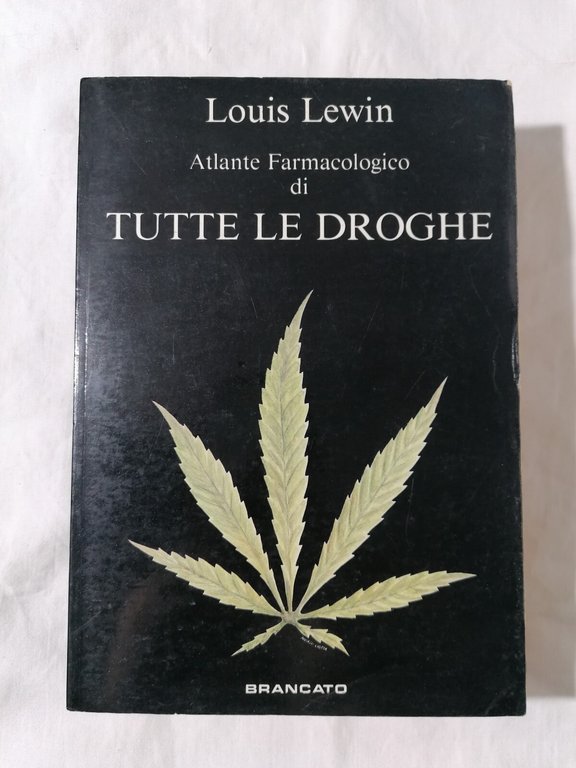 Louis Lewin
Atlante Farmacologico
di
TUTTE LE DROGHE
BRANCATO